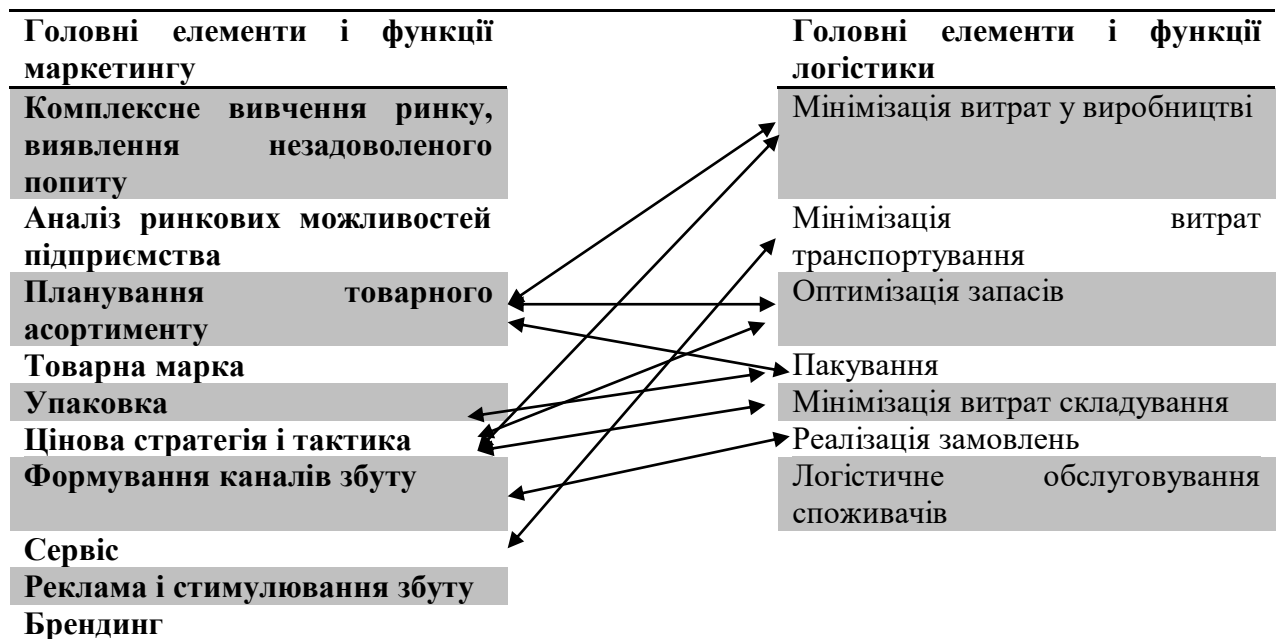 Головні елементи і функції
маркетингу
Головні елементи і функції
логістики
Комплексне вивчення ринку,
виявлення незадоволеного
попиту
Мінімізація витрат у виробництві
Аналіз ринкових можливостей
підприємства
Мінімізація витрат
транспортування
Планування товарного
асортименту
Оптимізація запасів
Товарна марка
Пакування
Упаковка
Мінімізація витрат складування
Цінова стратегія і тактика
Реалізація замовлень
Формування каналів збуту
Логістичне обслуговування
споживачів
Сервіс
Реклама і стимулювання збуту
Брендинг